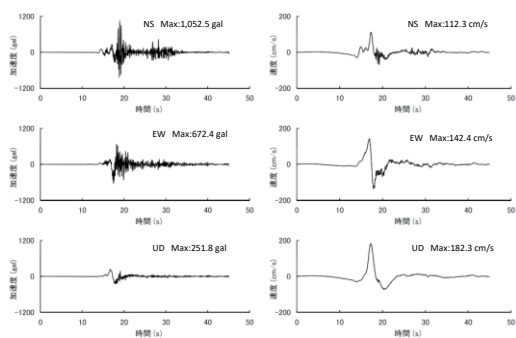 NS Max:1,052.5 gal
加速度 (gal)
1200
0
-1200
0 10 20 30 40 50
時間 (s)
NS Max:112.3 cm/s
速度 (cm/s)
200
0
-200
0 10 20 30 40 50
時間 (s)
EW Max:672.4 gal
加速度 (gal)
1200
0
-1200
0 10 20 30 40 50
時間 (s)
EW Max:142.4 cm/s
速度 (cm/s)
200
0
-200
0 10 20 30 40 50
時間 (s)
UD Max:251.8 gal
加速度 (gal)
1200
0
-1200
0 10 20 30 40 50
時間 (s)
UD Max:182.3 cm/s
速度 (cm/s)
200
0
-200
0 10 20 30 40 50
時間 (s)